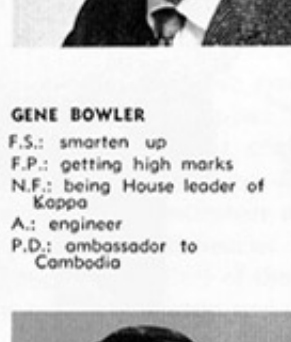 GENE BOWLER
F.S.: smarten up
F.P.: getting high marks
N.F.: being House leader of
Kappa
A.: engineer
P.D.: ambassador to
Cambodia